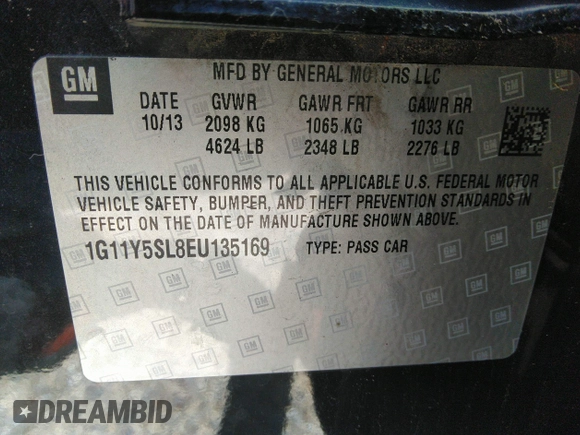 GM
MFD BY GENERAL MOTORS LLC
DATE GVWR GAWR FRT GAWR RR
10/13 2098 KG 1065 KG 1033 KG
4624 LB 2348 LB 2276 LB
THIS VEHICLE CONFORMS TO ALL APPLICABLE U.S. FEDERAL MOTOR
VEHICLE SAFETY, BUMPER, AND THEFT PREVENTION STANDARDS IN
EFFECT ON THE DATE OF MANUFACTURE SHOWN ABOVE.
1G11Y5SL8EU135169 TYPE: PASS CAR
DREAMBID